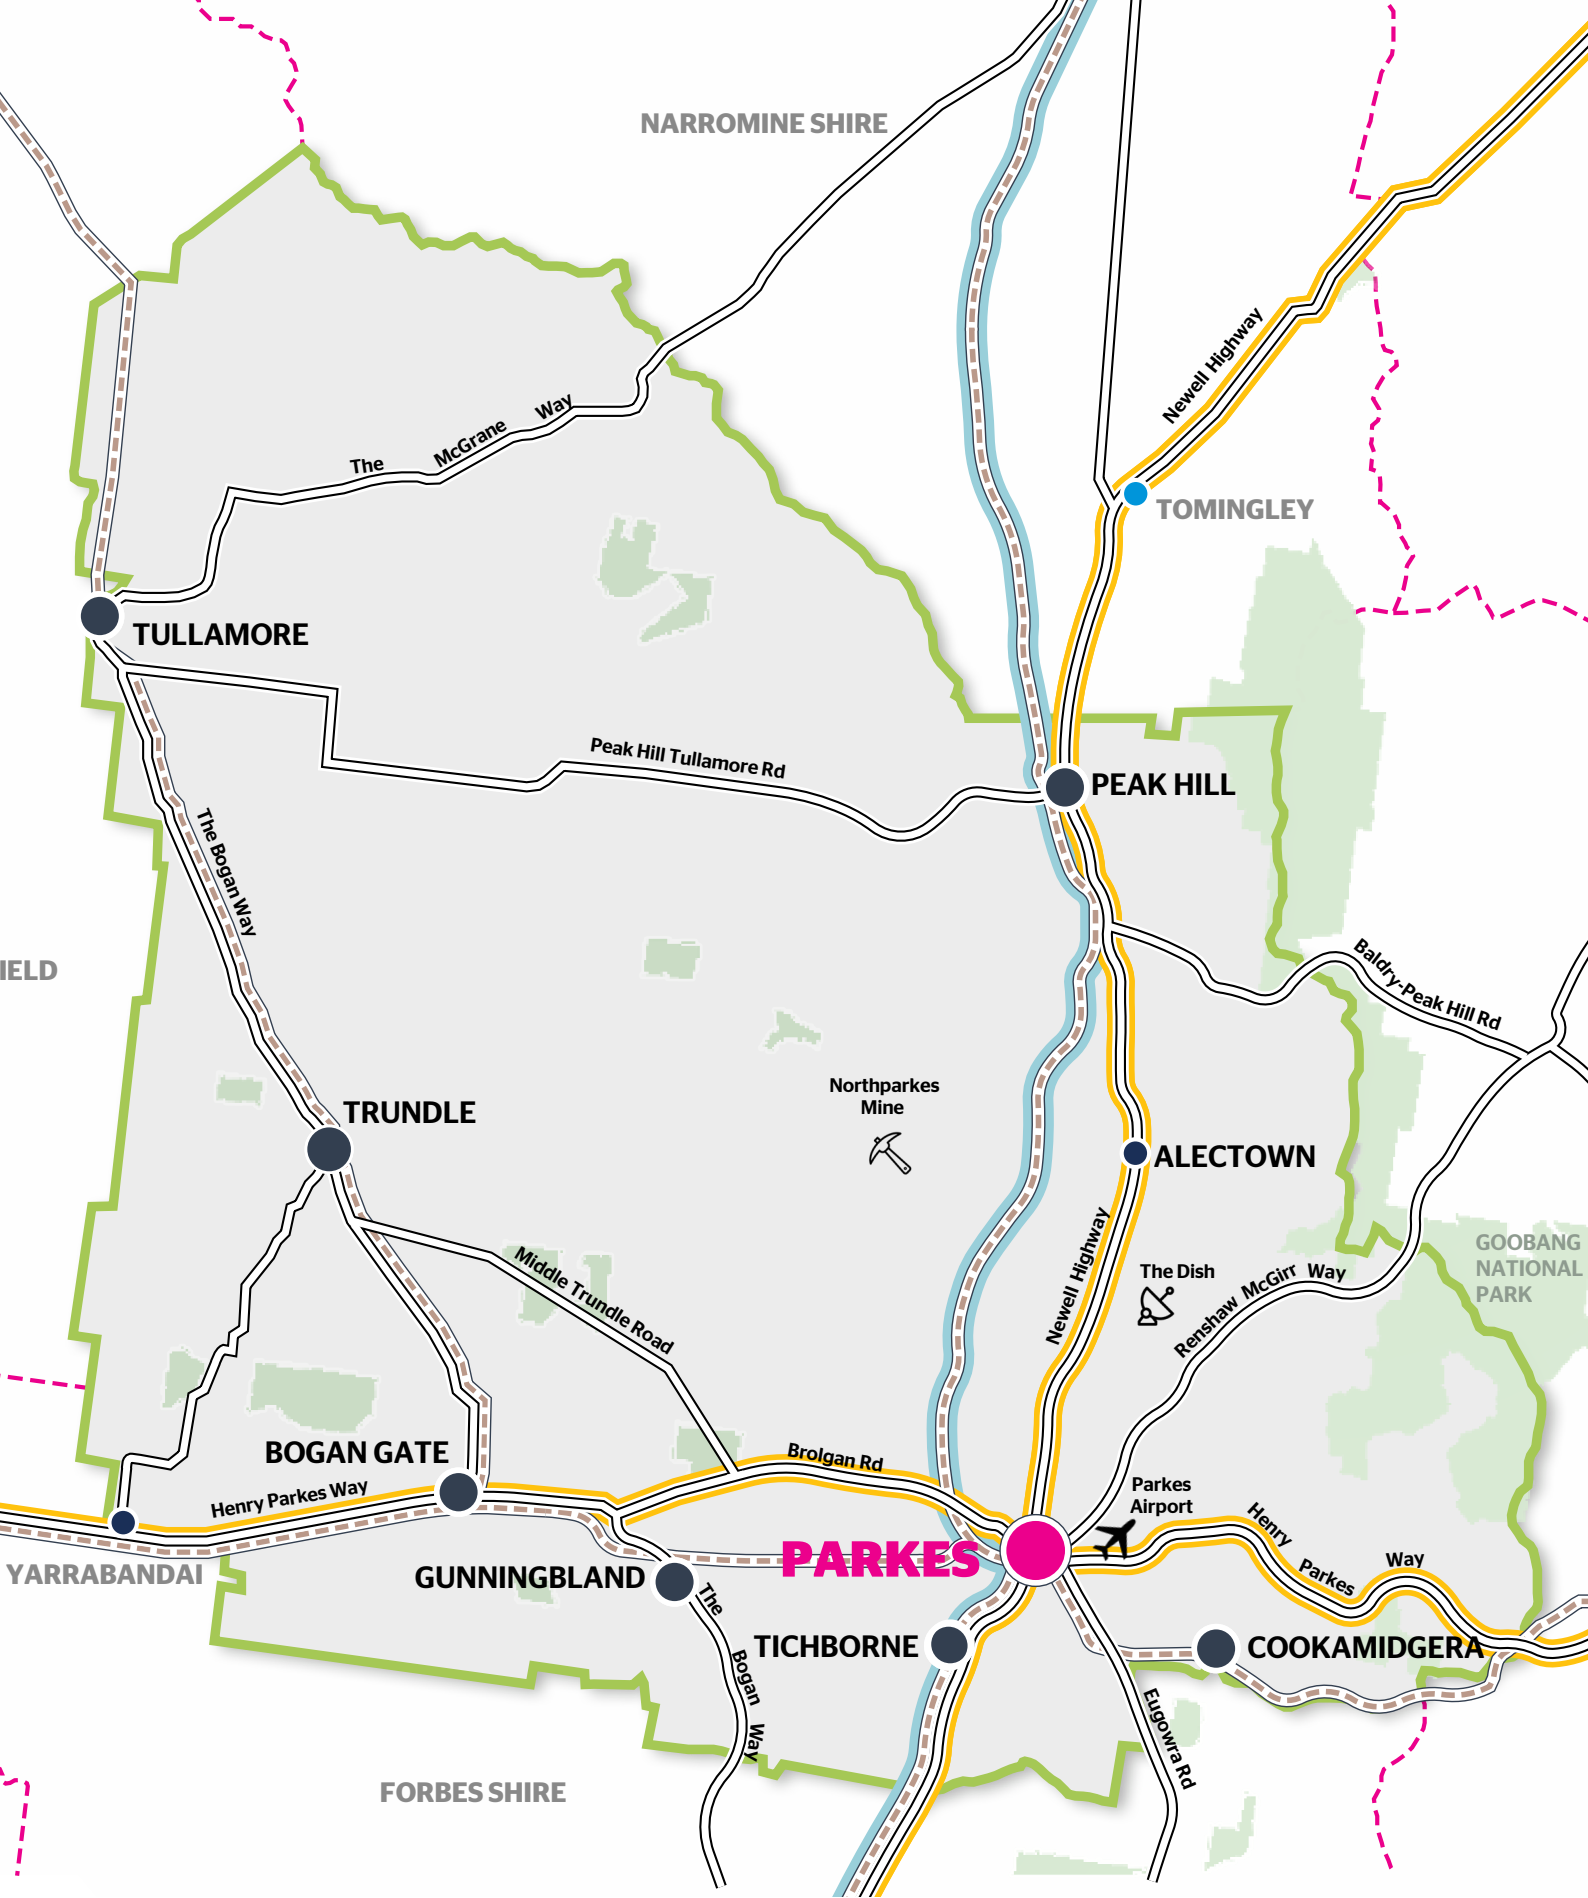 NARROMINE SHIRE
Newell Highway
The McGrane Way
TOMINGLEY
TULLAMORE
Peak Hill Tullamore Rd
PEAK HILL
The Bogan Way
IELD
Baldry-Peak Hill Rd
Northparkes
Mine
TRUNDLE
ALECTOWN
Newell Highway
The Dish
Renshaw McGirr Way
GOOBANG
NATIONAL
PARK
Middle Trundle Road
BOGAN GATE
Henry Parkes Way
Brolgan Rd
Parkes
Airport
Henry Parkes Way
PARKES
YARRABANDAI
GUNNINGBLAND
The Bogan Way
TICHBORNE
COOKAMIDGERA
Eugowra Rd
FORBES SHIRE